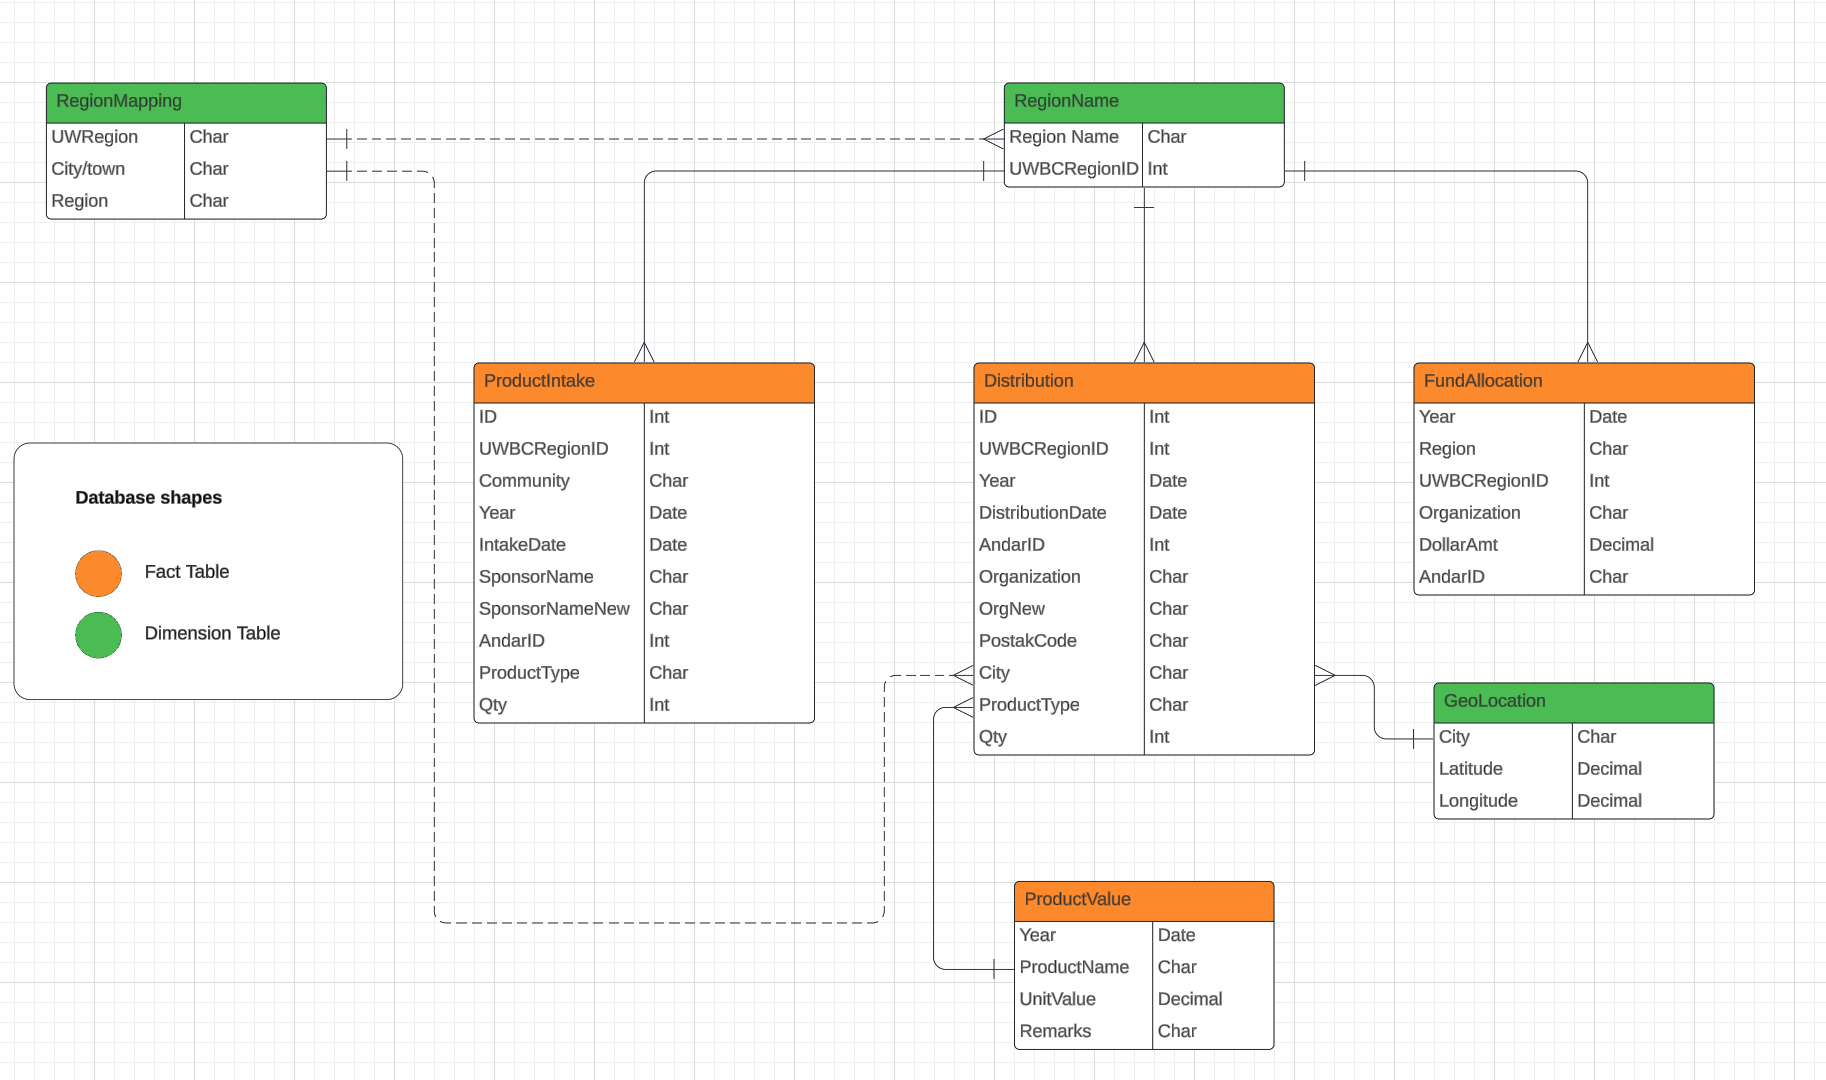 RegionMapping
UWRegion Char
City/town Char
Region Char
RegionName
Region Name Char
UWBCRegionID Int
ProductIntake
ID Int
UWBCRegionID Int
Community Char
Year Date
IntakeDate Date
SponsorName Char
SponsorNameNew Char
AndarID Int
ProductType Char
Qty Int
Distribution
ID Int
UWBCRegionID Int
Year Date
DistributionDate Date
AndarID Int
Organization Char
OrgNew Char
PostakCode Char
City Char
ProductType Char
Qty Int
FundAllocation
Year Date
Region Char
UWBCRegionID Int
Organization Char
DollarAmt Decimal
AndarID Char
Database shapes
Fact Table
Dimension Table
GeoLocation
City Char
Latitude Decimal
Longitude Decimal
ProductValue
Year Date
ProductName Char
UnitValue Decimal
Remarks Char